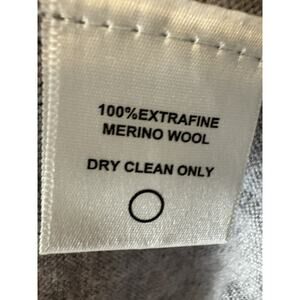 100%EXTRAFINE
MERINO WOOL
DRY CLEAN ONLY